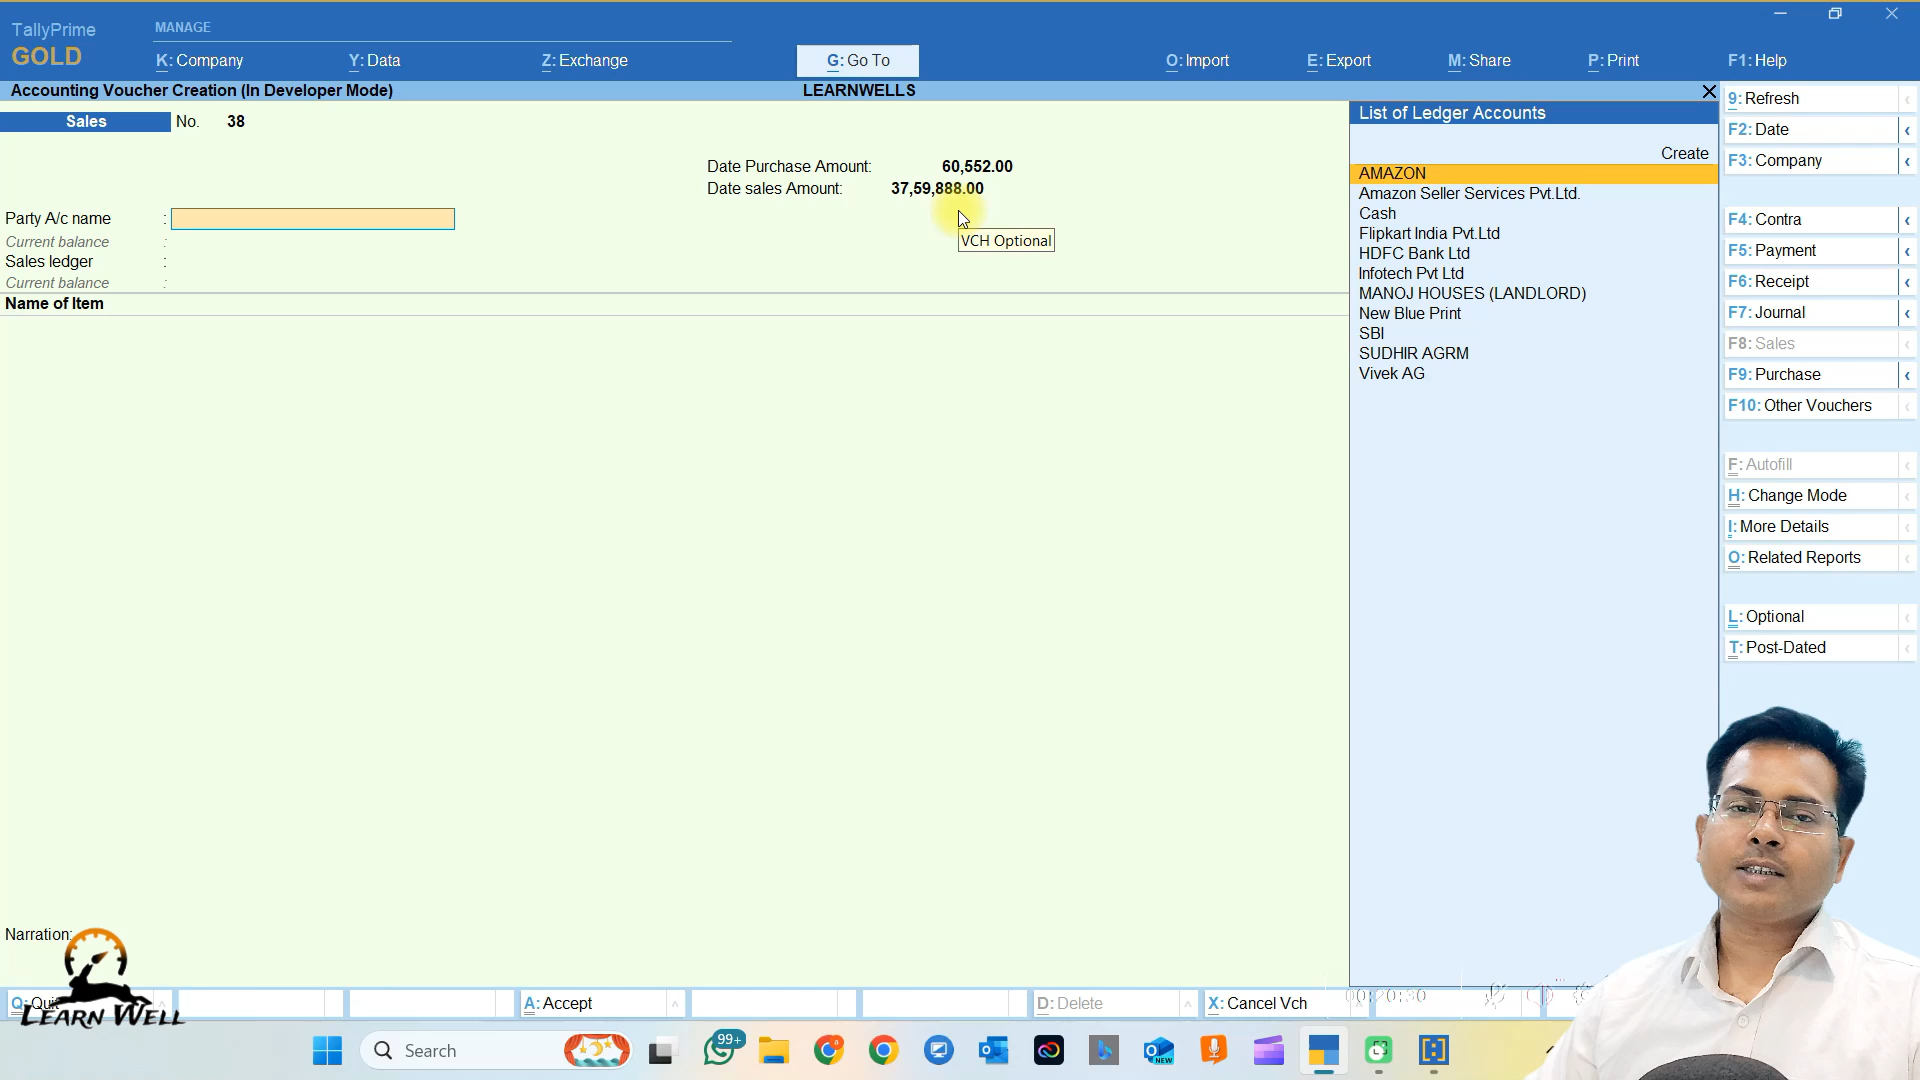 TallyPrime
GOLD
MANAGE
K: Company
Y: Data
Z: Exchange
G: Go To
O: Import
E: Export
M: Share
P: Print
F1: Help
Accounting Voucher Creation (In Developer Mode)
LEARNWELLS
Sales No. 38
Date Purchase Amount: 60,552.00
Date sales Amount: 37,59,888.00
VCH Optional
Party A/c name :
Current balance :
Sales ledger :
Current balance :
Name of Item
Narration:
List of Ledger Accounts
Create
AMAZON
Amazon Seller Services Pvt.Ltd.
Cash
Flipkart India Pvt.Ltd
HDFC Bank Ltd
Infotech Pvt Ltd
MANOJ HOUSES (LANDLORD)
New Blue Print
SBI
SUDHIR AGRM
Vivek AG
9: Refresh
F2: Date
F3: Company
F4: Contra
F5: Payment
F6: Receipt
F7: Journal
F8: Sales
F9: Purchase
F10: Other Vouchers
F: Autofill
H: Change Mode
I: More Details
O: Related Reports
L: Optional
T: Post-Dated
Q: Quit
A: Accept
D: Delete
X: Cancel Vch
00:20:30
LEARN WELL
Search
99+
NEW